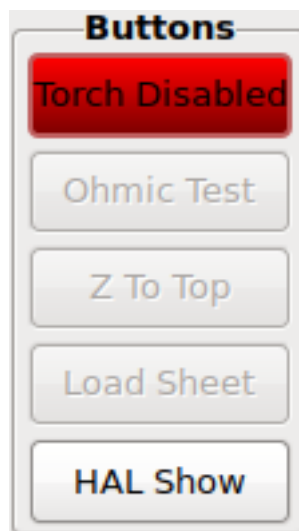 Buttons
Torch Disabled
Ohmic Test
Z To Top
Load Sheet
HAL Show